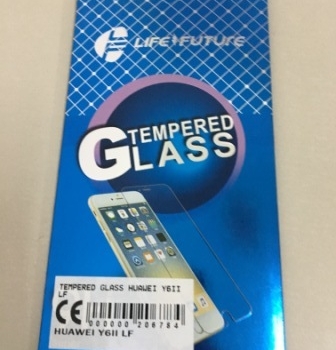 LIFE FUTURE
TEMPERED
GLASS
TEMPERED GLASS HUAWEI Y6II
LF
CE
000000 206784
HUAWEI Y6II LF